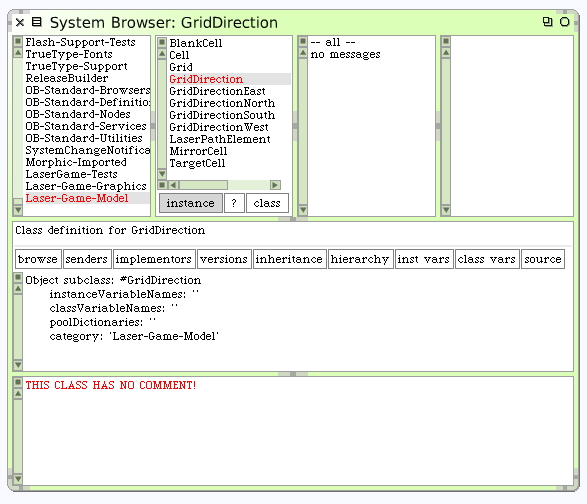 System Browser: GridDirection
Flash-Support-Tests
TrueType-Fonts
TrueType-Support
ReleaseBuilder
OB-Standard-Browsers
OB-Standard-Definitio
OB-Standard-Nodes
OB-Standard-Services
OB-Standard-Utilities
SystemChangeNotifica
Morphic-Imported
LaserGame-Tests
Laser-Game-Graphics
Laser-Game-Model
BlankCell
Cell
Grid
GridDirection
GridDirectionEast
GridDirectionNorth
GridDirectionSouth
GridDirectionWest
LaserPathElement
MirrorCell
TargetCell
instance ? class
-- all --
no messages
Class definition for GridDirection
browse senders implementors versions inheritance hierarchy inst vars class vars source
Object subclass: #GridDirection
instanceVariableNames: ''
classVariableNames: ''
poolDictionaries: ''
category: 'Laser-Game-Model'
THIS CLASS HAS NO COMMENT!